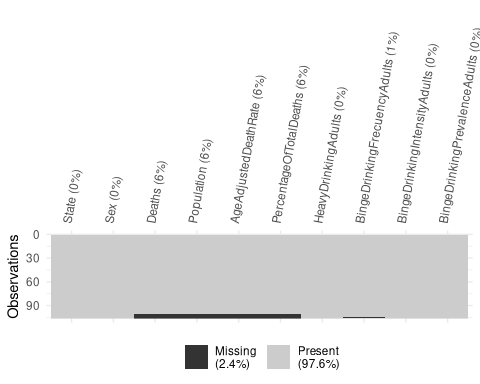 State (0%)
Sex (0%)
Deaths (6%)
Population (6%)
AgeAdjustedDeathRate (6%)
PercentageOfTotalDeaths (6%)
HeavyDrinkingAdults (0%)
BingeDrinkingFrecuencyAdults (1%)
BingeDrinkingIntensityAdults (0%)
BingeDrinkingPrevalenceAdults (0%)
Observations
0
30
60
90
Missing
(2.4%)
Present
(97.6%)